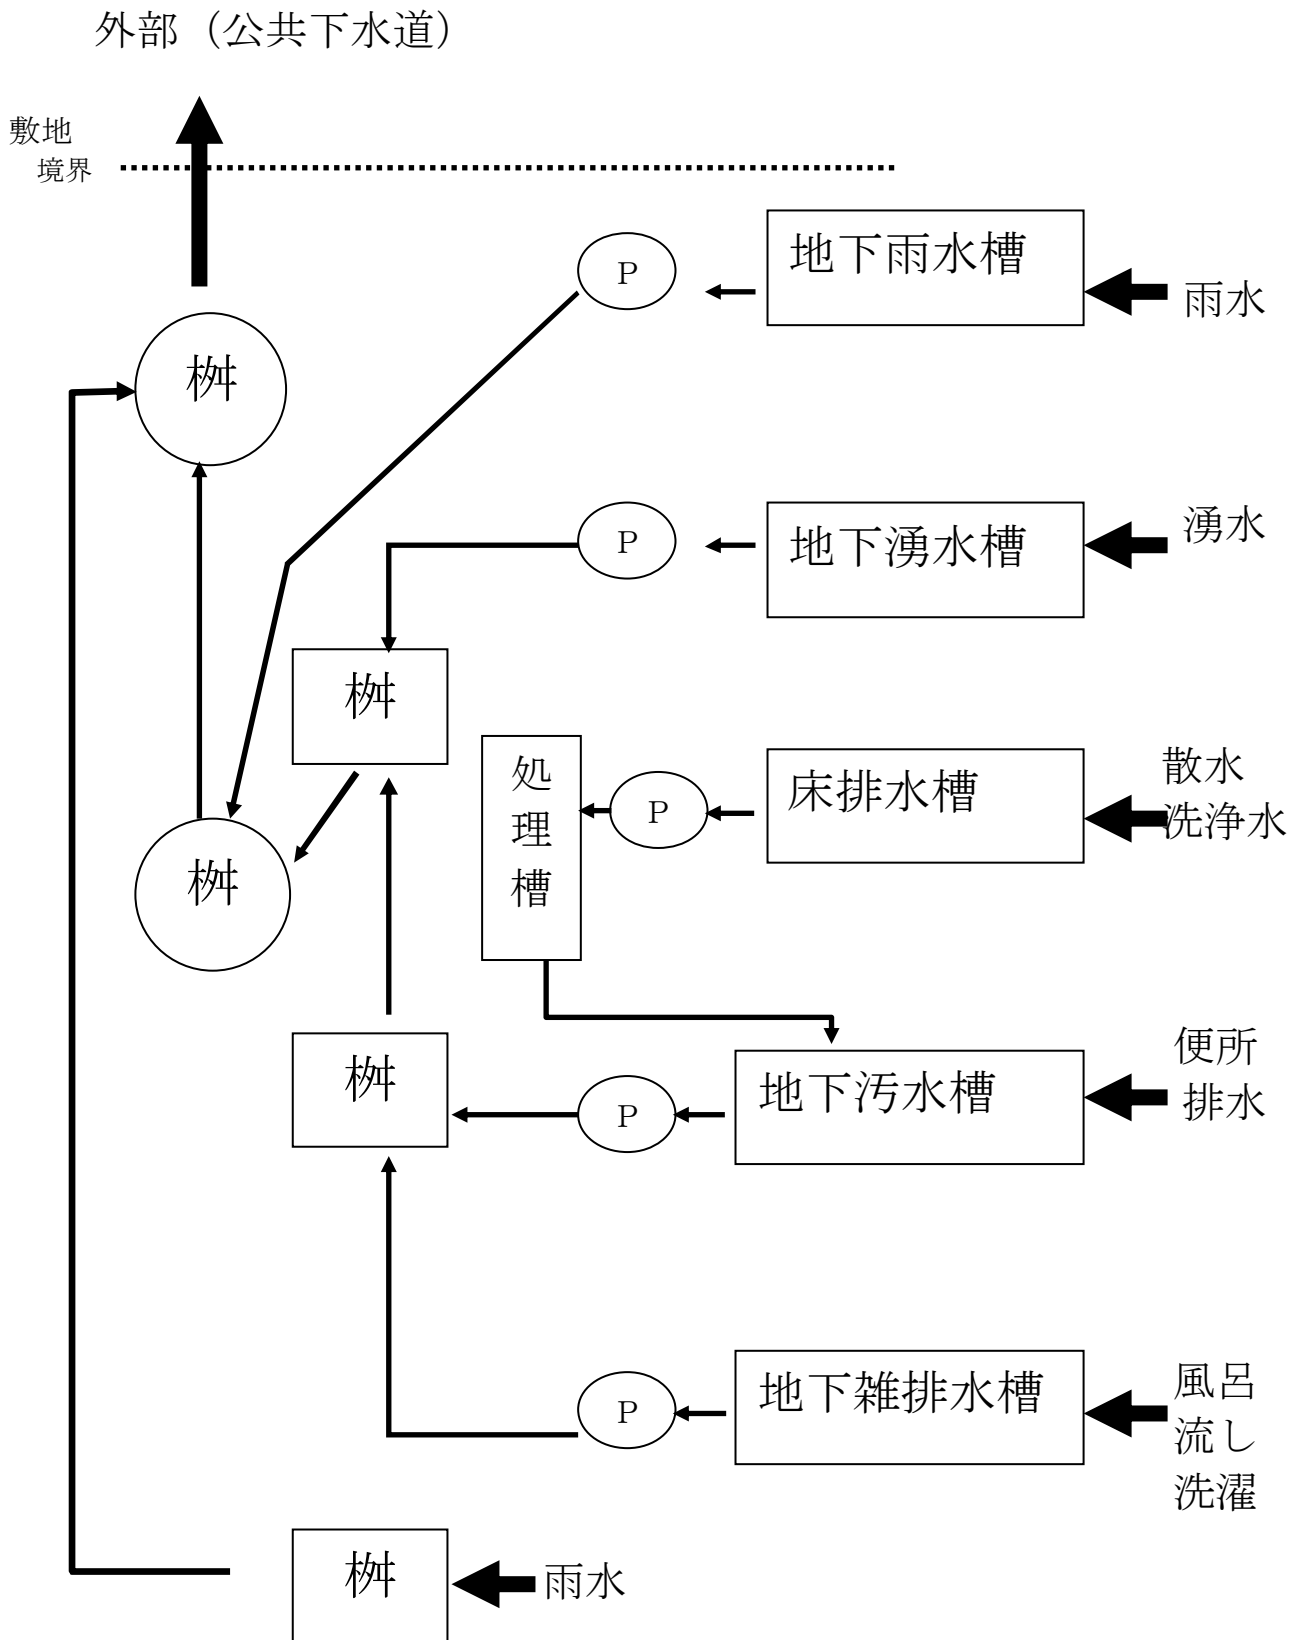 外部（公共下水道）
敷地
境界
Ｐ
地下雨水槽
雨水
桝
Ｐ
地下湧水槽
湧水
桝
処
理
槽
Ｐ
床排水槽
散水
洗浄水
桝
桝
Ｐ
地下汚水槽
便所
排水
Ｐ
地下雑排水槽
風呂
流し
洗濯
桝
雨水